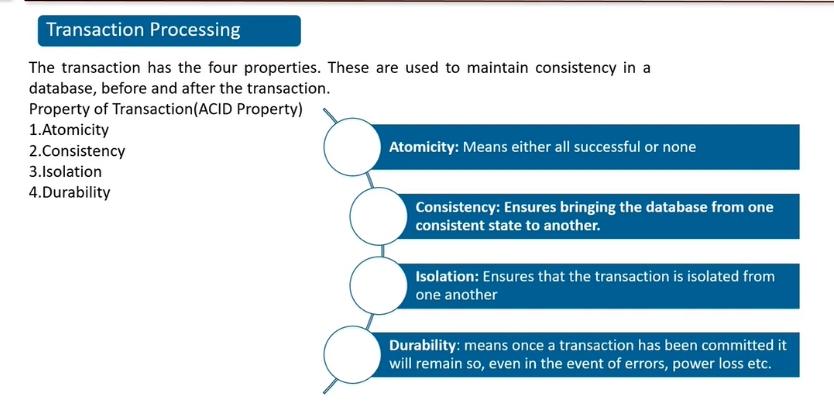 Transaction Processing
The transaction has the four properties. These are used to maintain consistency in a
database, before and after the transaction.
Property of Transaction(ACID Property)
1.Atomicity
2.Consistency
3.Isolation
4.Durability
Atomicity: Means either all successful or none
Consistency: Ensures bringing the database from one
consistent state to another.
Isolation: Ensures that the transaction is isolated from
one another
Durability: means once a transaction has been committed it
will remain so, even in the event of errors, power loss etc.